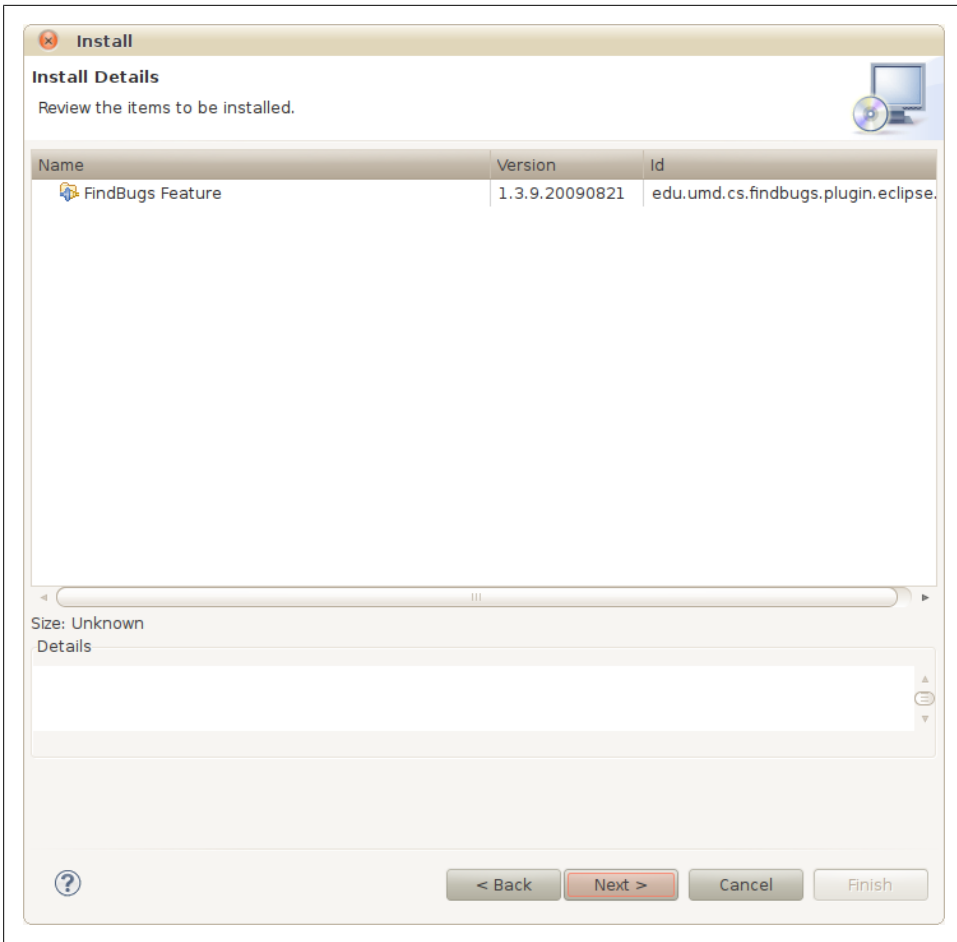 Install
Install Details
Review the items to be installed.
Name Version Id
FindBugs Feature 1.3.9.20090821 edu.umd.cs.findbugs.plugin.eclipse.
Size: Unknown
Details
? < Back Next > Cancel Finish